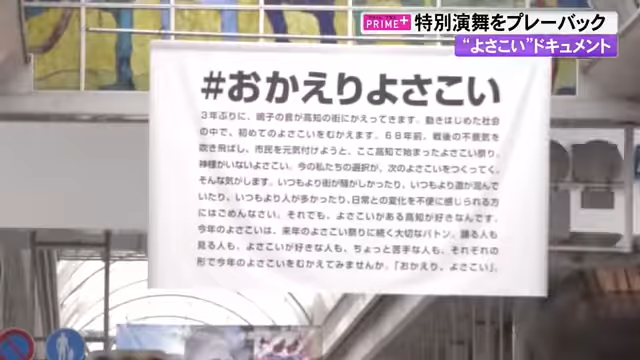 PRIME+ 特別演舞をプレーバック
“よさこい”ドキュメント
#おかえりよさこい
3年ぶりに、鳴子の音が高知の街にかえってきます。動きはじめた社会
の中で、初めてのよさこいをむかえます。68年前、戦後の不景気を
吹き飛ばし、市民を元気付けようと、ここ高知で始まったよさこい祭り。
神様がいないよさこい。今の私たちの選択が、次のよさこいをつくってく。
そんな気がします。いつもより街が騒がしかったり、いつもより道が混んで
いたり、いつもより人が多かったり、日常との変化を不便に感じられる方
にはごめんなさい。それでも、よさこいがある高知が好きなんです。
今年のよさこいは、来年のよさこい祭りに続く大切なバトン。踊る人も
見る人も、よさこいが好きな人も、ちょっと苦手な人も、それぞれの
形で今年のよさこいをむかえてみませんか。「おかえり、よさこい」。